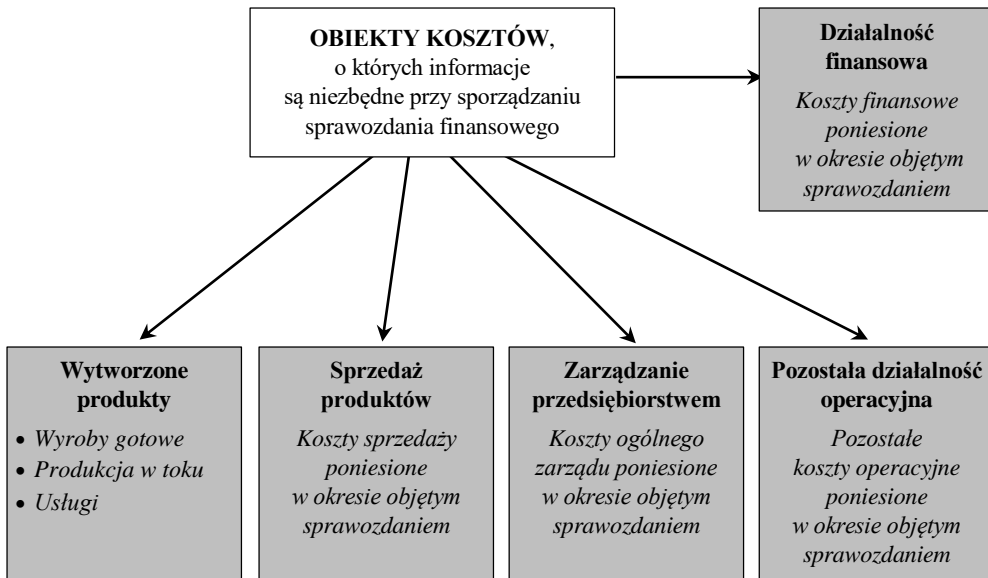 OBIEKTY KOSZTÓW,
o których informacje
są niezbędne przy sporządzaniu
sprawozdania finansowego
Działalność
finansowa
Koszty finansowe
poniesione
w okresie objętym
sprawozdaniem
Wytworzone
produkty
• Wyroby gotowe
• Produkcja w toku
• Usługi
Sprzedaż
produktów
Koszty sprzedaży
poniesione
w okresie objętym
sprawozdaniem
Zarządzanie
przedsiębiorstwem
Koszty ogólnego
zarządu poniesione
w okresie objętym
sprawozdaniem
Pozostała działalność
operacyjna
Pozostałe
koszty operacyjne
poniesione
w okresie objętym
sprawozdaniem